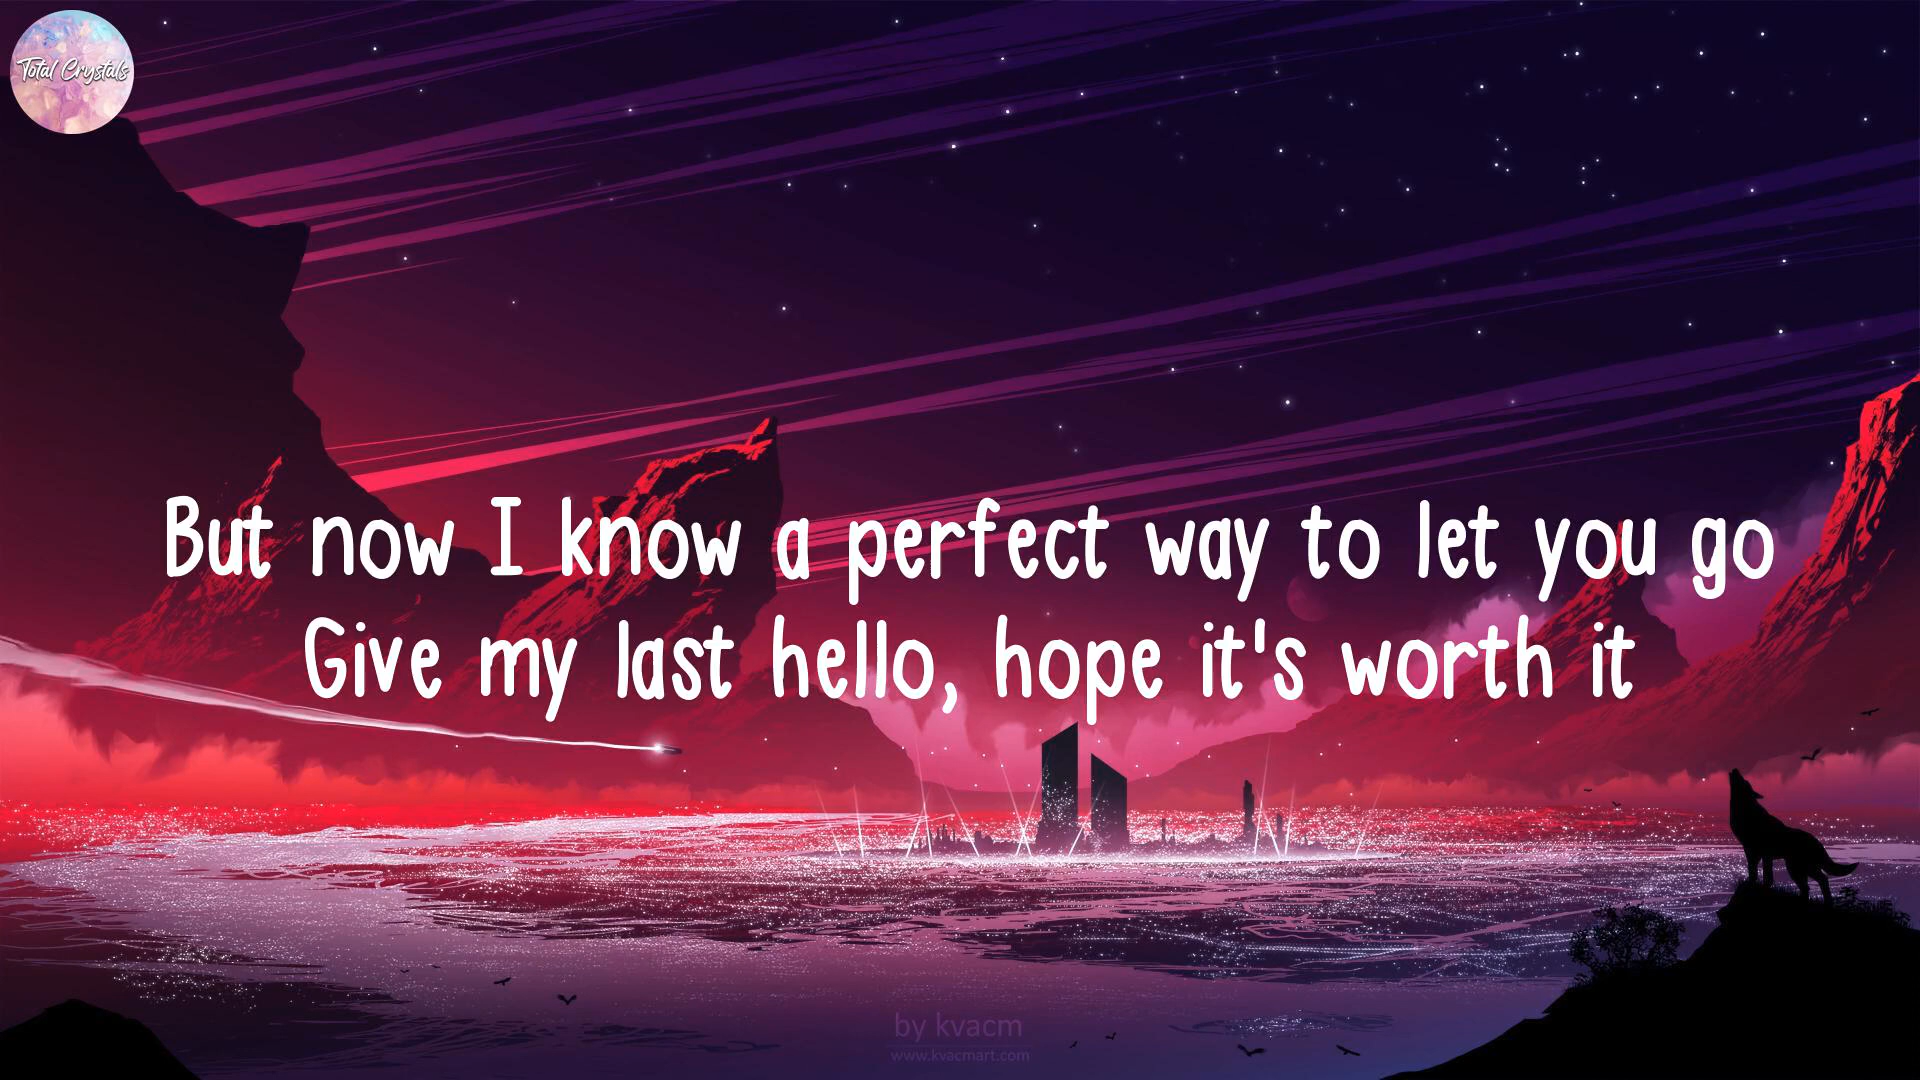 Total Crystals
But now I know a perfect way to let you go
Give my last hello, hope it's worth it
by kvacm
www.kvacmart.com